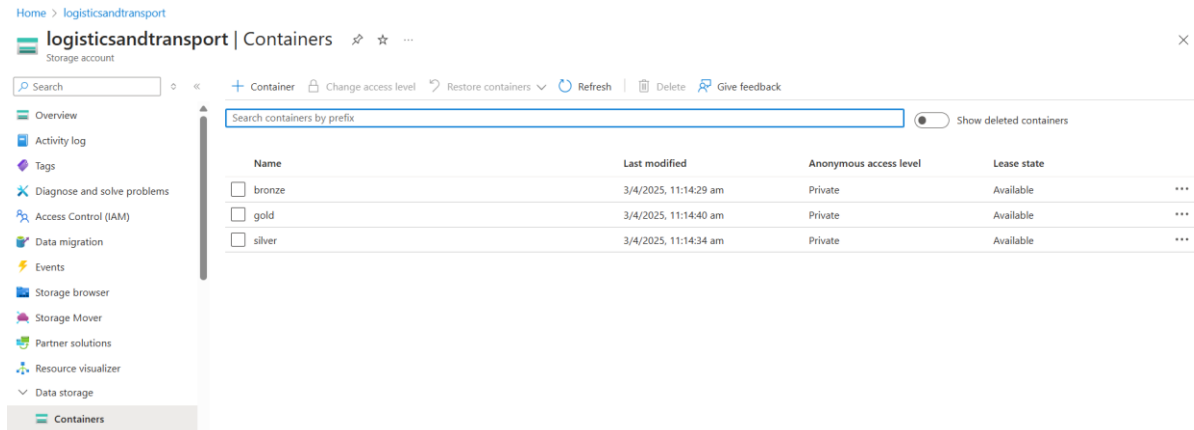 Home > logisticsandtransport
logisticsandtransport | Containers
Storage account
Search
Overview
Activity log
Tags
Diagnose and solve problems
Access Control (IAM)
Data migration
Events
Storage browser
Storage Mover
Partner solutions
Resource visualizer
Data storage
Containers
Container Change access level Restore containers Refresh Delete Give feedback
Search containers by prefix Show deleted containers
Name Last modified Anonymous access level Lease state
bronze 3/4/2025, 11:14:29 am Private Available
gold 3/4/2025, 11:14:40 am Private Available
silver 3/4/2025, 11:14:34 am Private Available